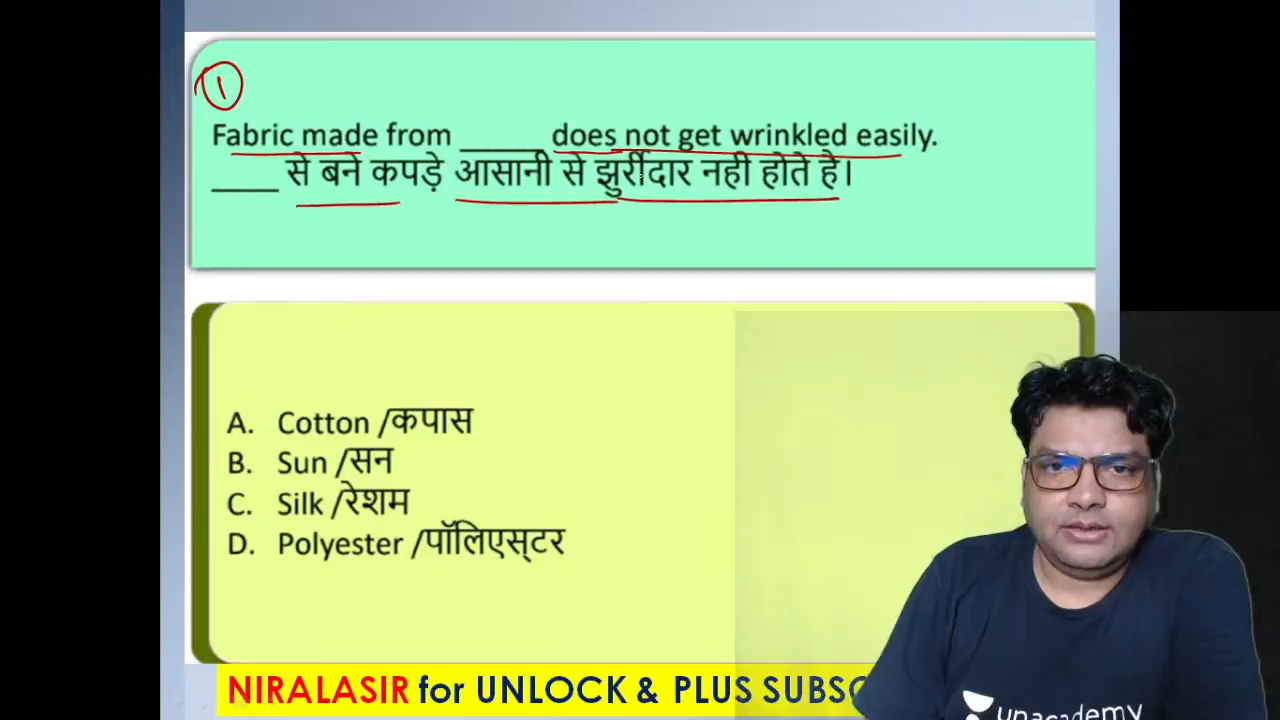 1
Fabric made from _____ does not get wrinkled easily.
____ से बने कपड़े आसानी से झुर्रीदार नही होते है।
A. Cotton /कपास
B. Sun /सन
C. Silk /रेशम
D. Polyester /पॉलिएस्टर
NIRALASIR for UNLOCK & PLUS SUBSC
unacademy